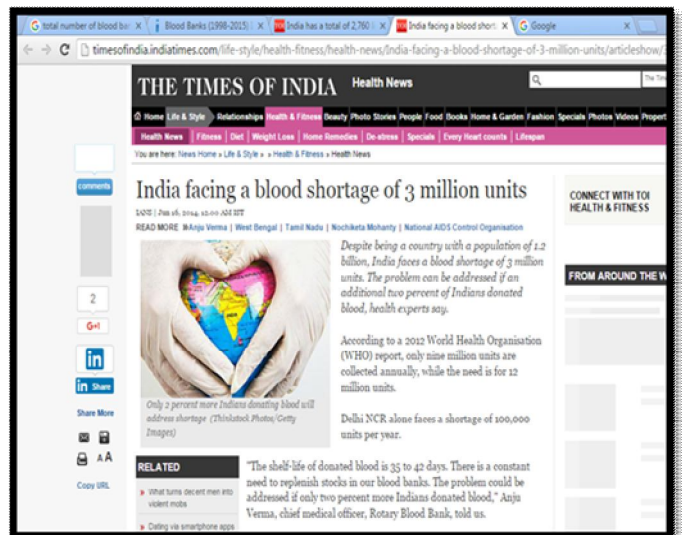 total number of blood ba
Blood Banks (1998-2015) |
India has a total of 2,760 l
India facing a blood short
Google
timesofindia.indiatimes.com/life-style/health-fitness/health-news/India-facing-a-blood-shortage-of-3-million-units/articleshow/
THE TIMES OF INDIA Health News
Home Life & Style Relationships Health & Fitness Beauty Photo Stories People Food Books Home & Garden Fashion Specials Photos Videos Propert
Health News | Fitness | Diet | Weight Loss | Home Remedies | De-stress | Specials | Every Heart counts | Lifespan
You are here: News Home » Life & Style » » Health & Fitness » Health News
comments
2
G+1
in
in Share
Share More
A A
Copy URL
India facing a blood shortage of 3 million units
IANS | Jun 16, 2014, 12.00 AM IST
READ MORE » Anju Verma | West Bengal | Tamil Nadu | Nochiketa Mohanty | National AIDS Control Organisation
Despite being a country with a population of 1.2
billion, India faces a blood shortage of 3 million
units. The problem can be addressed if an
additional two percent of Indians donated
blood, health experts say.
According to a 2012 World Health Organisation
(WHO) report, only nine million units are
collected annually, while the need is for 12
million units.
Delhi NCR alone faces a shortage of 100,000
units per year.
Only 2 percent more Indians donating blood will
address shortage (Thinkstock Photos/Getty
Images)
RELATED
What turns decent men into
violent mobs
Dating via smartphone apps
"The shelf-life of donated blood is 35 to 42 days. There is a constant
need to replenish stocks in our blood banks. The problem could be
addressed if only two percent more Indians donated blood," Anju
Verma, chief medical officer, Rotary Blood Bank, told us.
CONNECT WITH TOI
HEALTH & FITNESS
FROM AROUND THE W